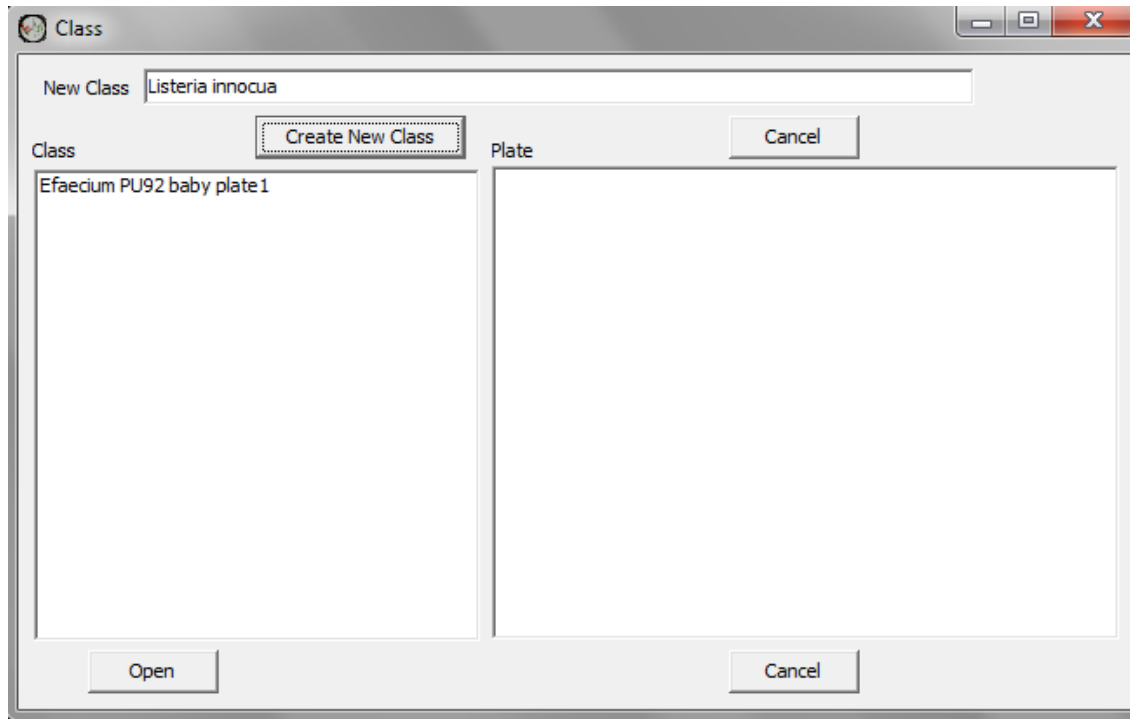 Class
New Class Listeria innocua
Create New Class Cancel
Class Plate
Efaecium PU92 baby plate1
Open Cancel